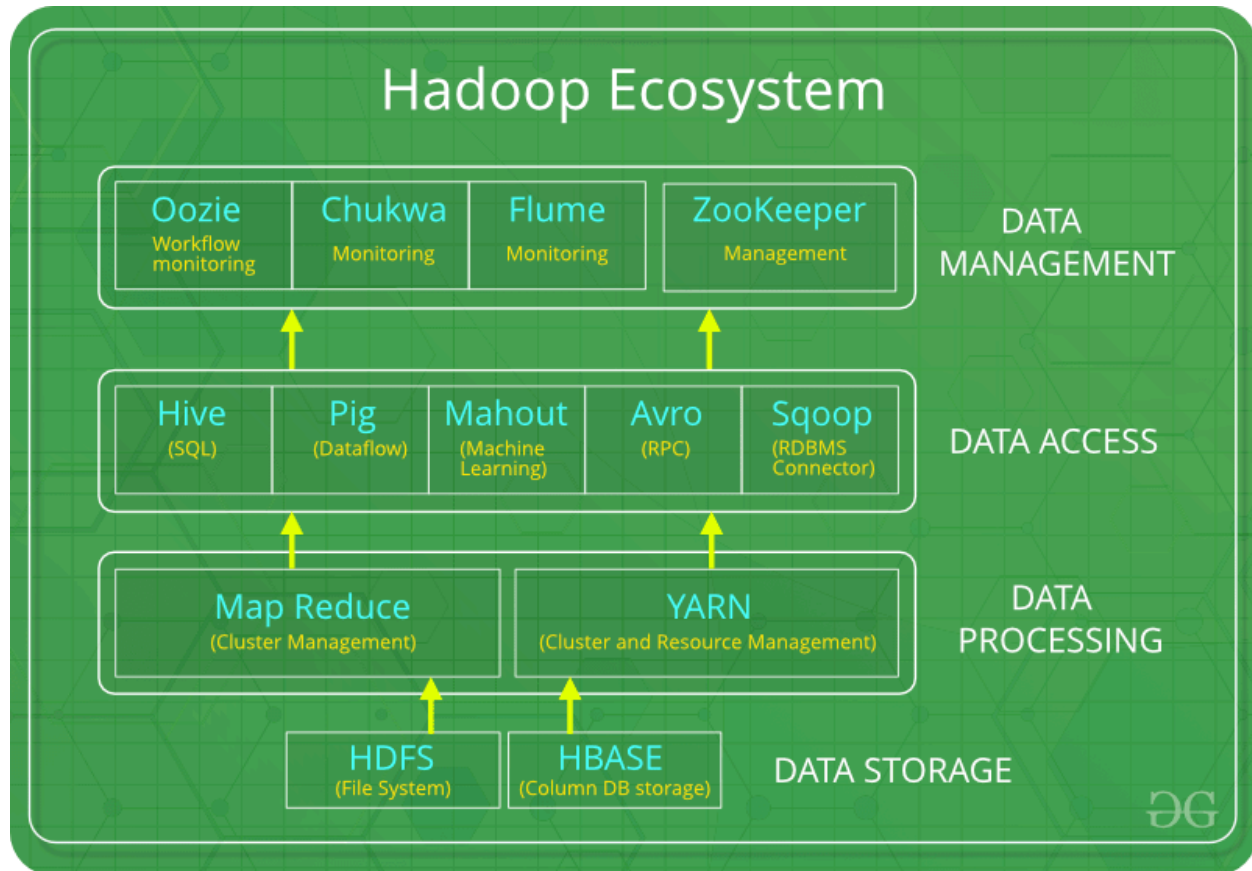 Hadoop Ecosystem
Oozie
Workflow
monitoring
Chukwa
Monitoring
Flume
Monitoring
ZooKeeper
Management
DATA
MANAGEMENT
Hive
(SQL)
Pig
(Dataflow)
Mahout
(Machine
Learning)
Avro
(RPC)
Sqoop
(RDBMS
Connector)
DATA ACCESS
Map Reduce
(Cluster Management)
YARN
(Cluster and Resource Management)
DATA
PROCESSING
HDFS
(File System)
HBASE
(Column DB storage)
DATA STORAGE